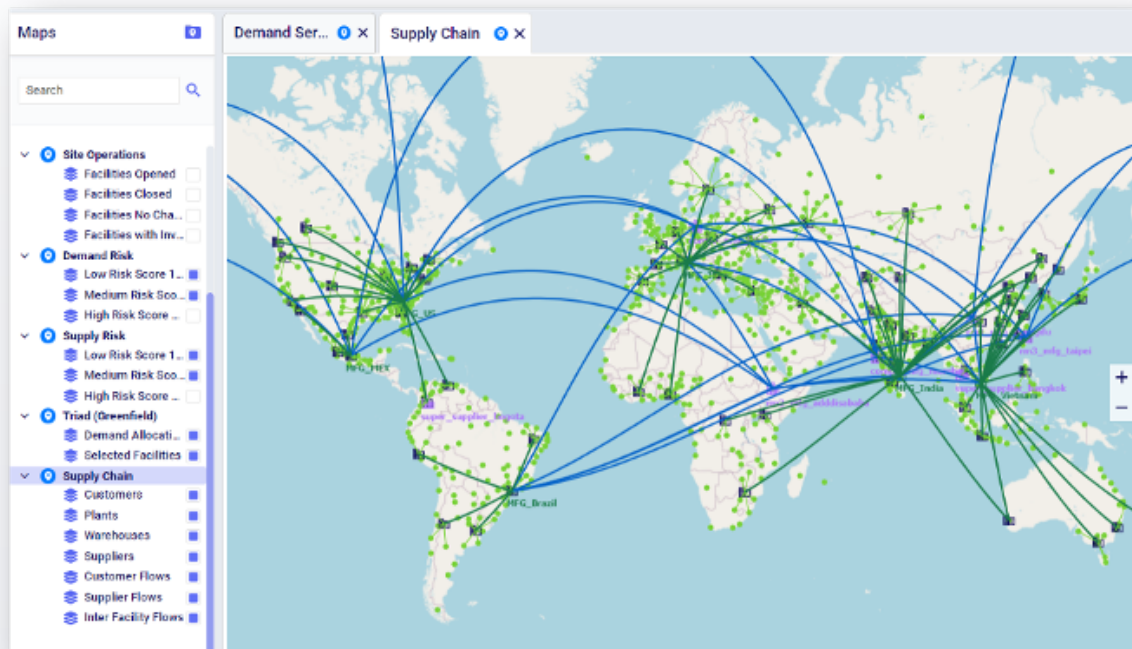 Maps
Demand Ser...
Supply Chain
Search
Site Operations
Facilities Opened
Facilities Closed
Facilities No Cha...
Facilities with Inv...
Demand Risk
Low Risk Score 1...
Medium Risk Sco...
High Risk Score ...
Supply Risk
Low Risk Score 1...
Medium Risk Sco...
High Risk Score ...
Triad (Greenfield)
Demand Allocati...
Selected Facilities
Supply Chain
Customers
Plants
Warehouses
Suppliers
Customer Flows
Supplier Flows
Inter Facility Flows
MFG_MEX
super_supplier_bogota
MFG_Brazil
MFG_India
cm3_mfg_taipei
+
−